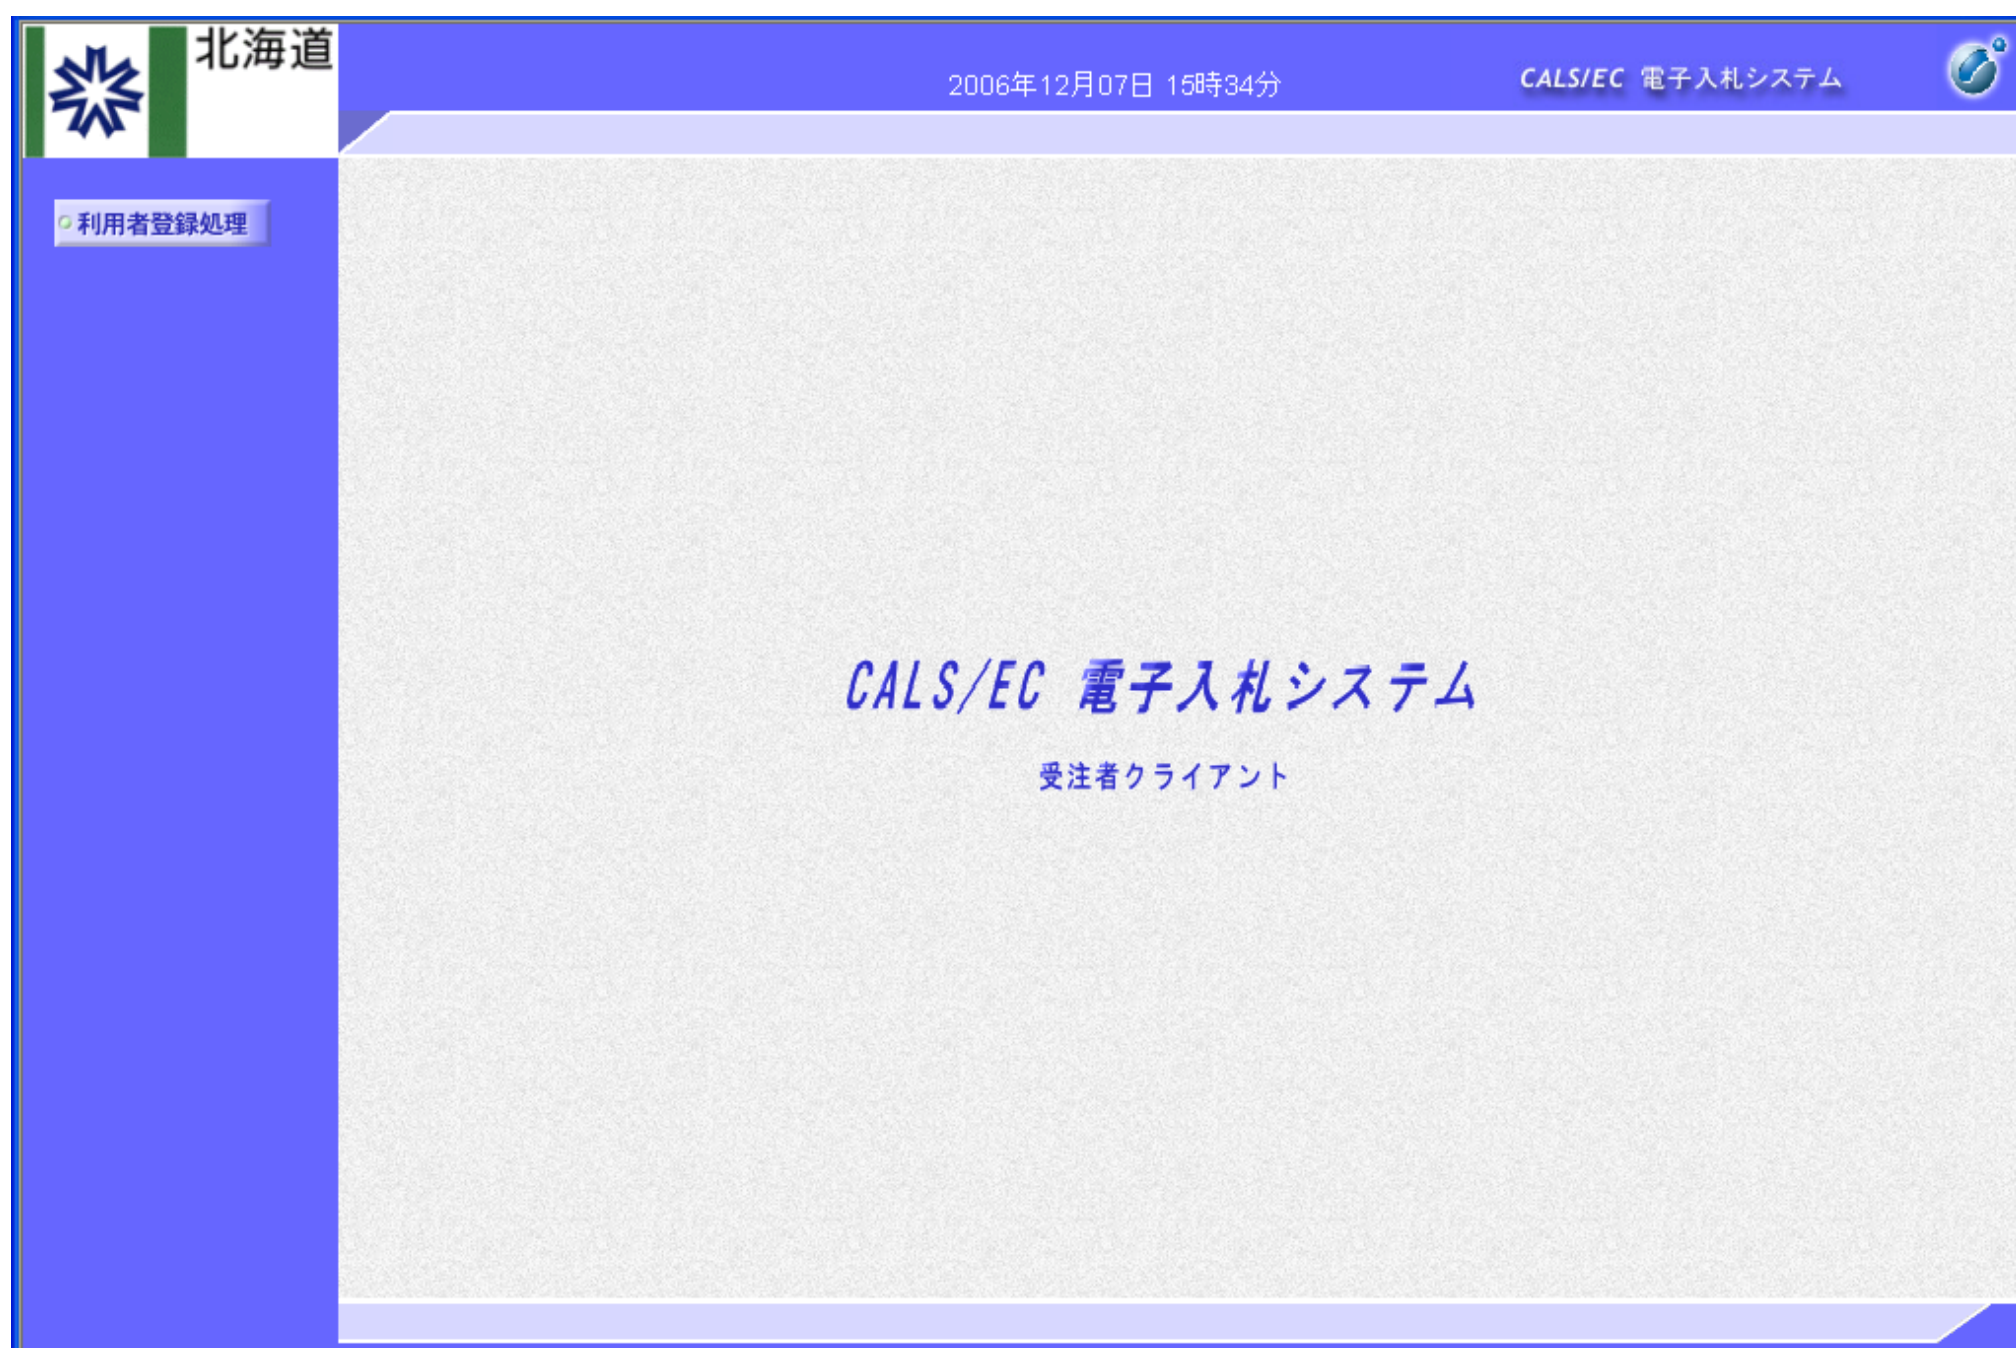 北海道
2006年12月07日 15時34分
CALS/EC 電子入札システム
利用者登録処理
CALS/EC 電子入札システム
受注者クライアント